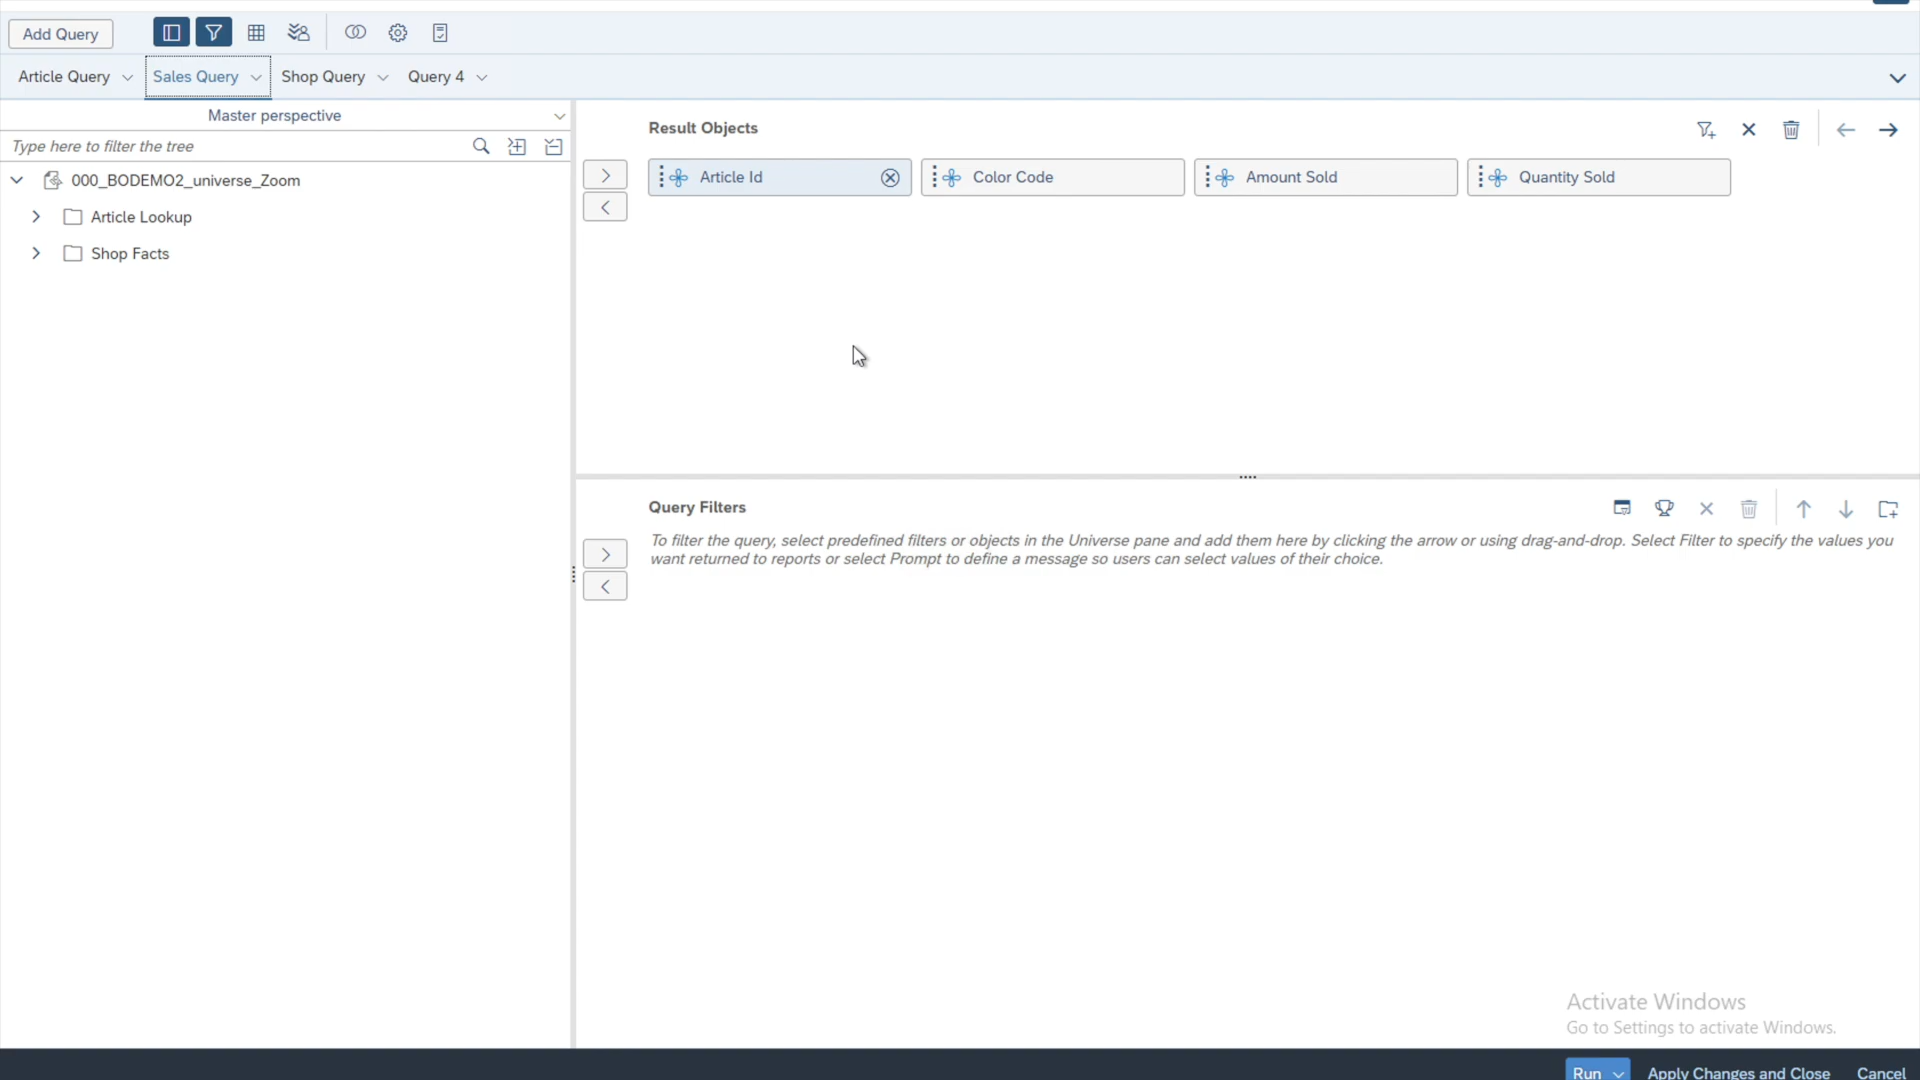 Add Query
Article Query
Sales Query
Shop Query
Query 4
Master perspective
Type here to filter the tree
000_BODEMO2_universe_Zoom
Article Lookup
Shop Facts
Result Objects
Article Id
Color Code
Amount Sold
Quantity Sold
Query Filters
To filter the query, select predefined filters or objects in the Universe pane and add them here by clicking the arrow or using drag-and-drop. Select Filter to specify the values you
want returned to reports or select Prompt to define a message so users can select values of their choice.
Activate Windows
Go to Settings to activate Windows.
Run
Apply Changes and Close
Cancel